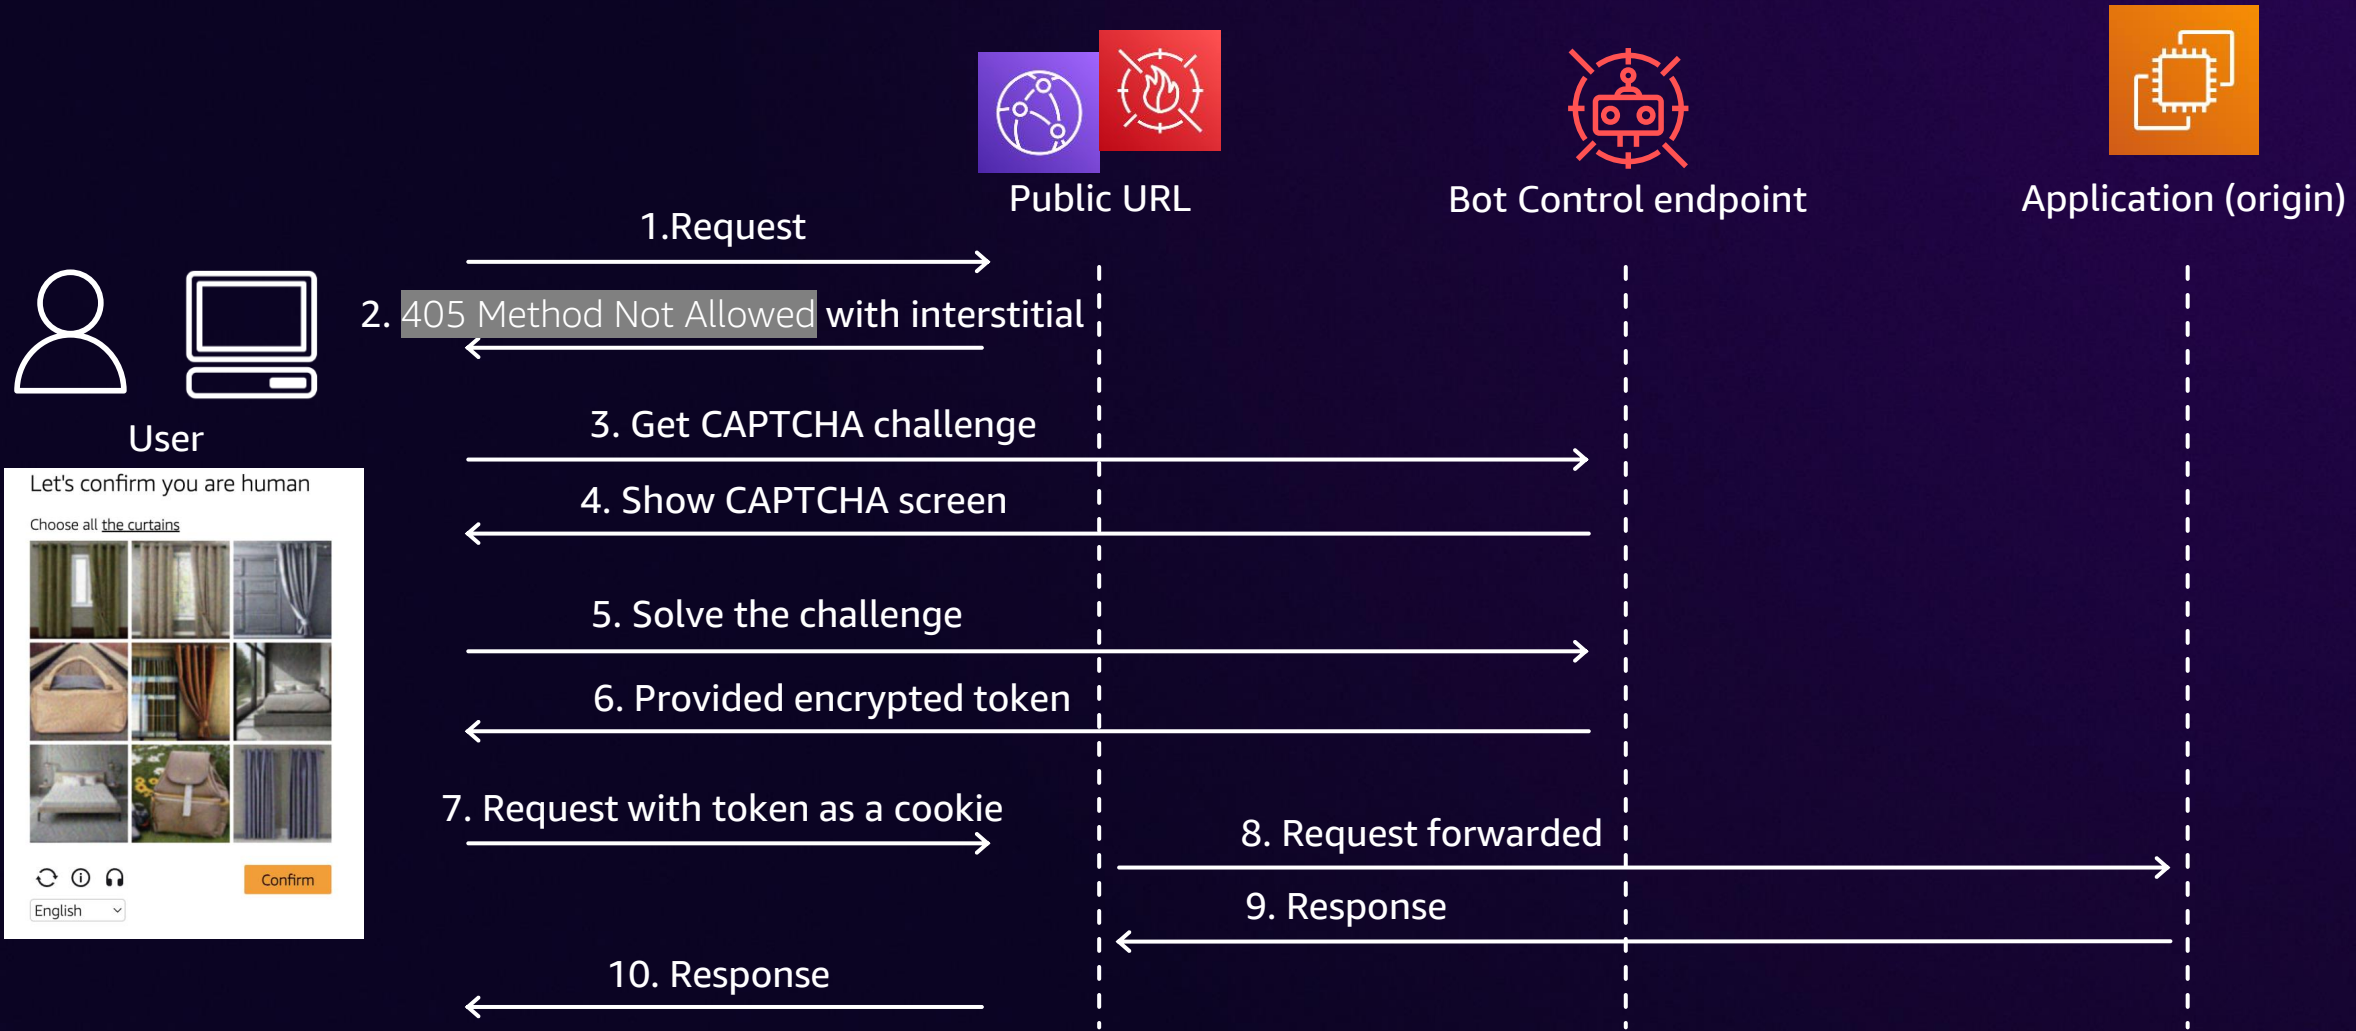 Public URL
Bot Control endpoint
Application (origin)
1.Request
2. 405 Method Not Allowed with interstitial
User
3. Get CAPTCHA challenge
4. Show CAPTCHA screen
Let's confirm you are human
Choose all the curtains
5. Solve the challenge
6. Provided encrypted token
7. Request with token as a cookie
8. Request forwarded
Confirm
English
9. Response
10. Response